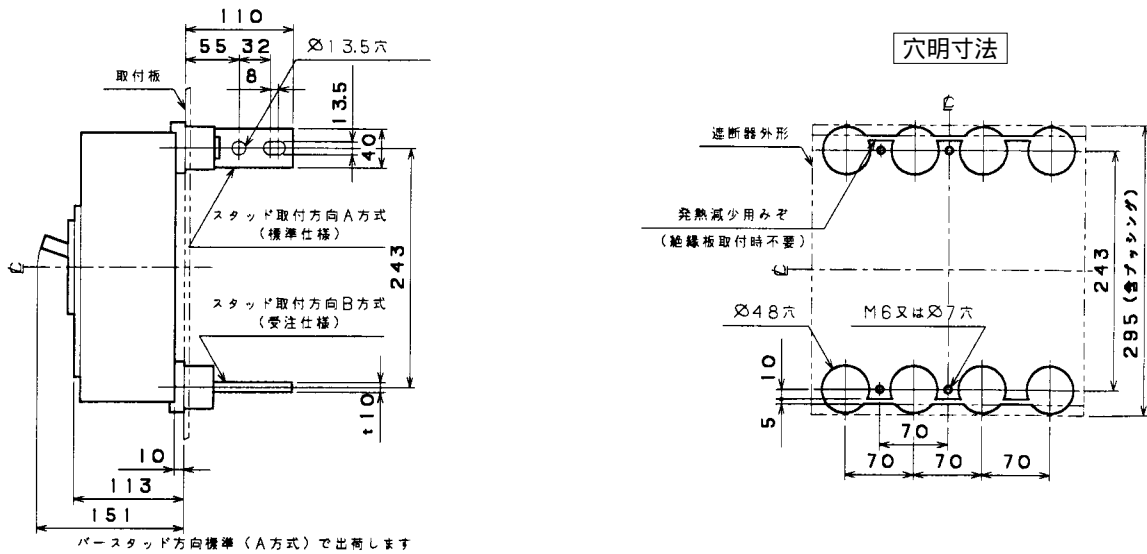 110
55 32
Ø13.5穴
8
取付板
13.5
40
スタッド取付方向A方式
(標準仕様)
243
スタッド取付方向B方式
(受注仕様)
t10
10
113
151
バースタッド方向標準(A方式)で出荷します
穴明寸法
遮断器外形
発熱減少用みぞ
(絶縁板取付時不要)
243
295(含ブッシング)
Ø48穴
M6又はØ7穴
10
5
70
70 70 70